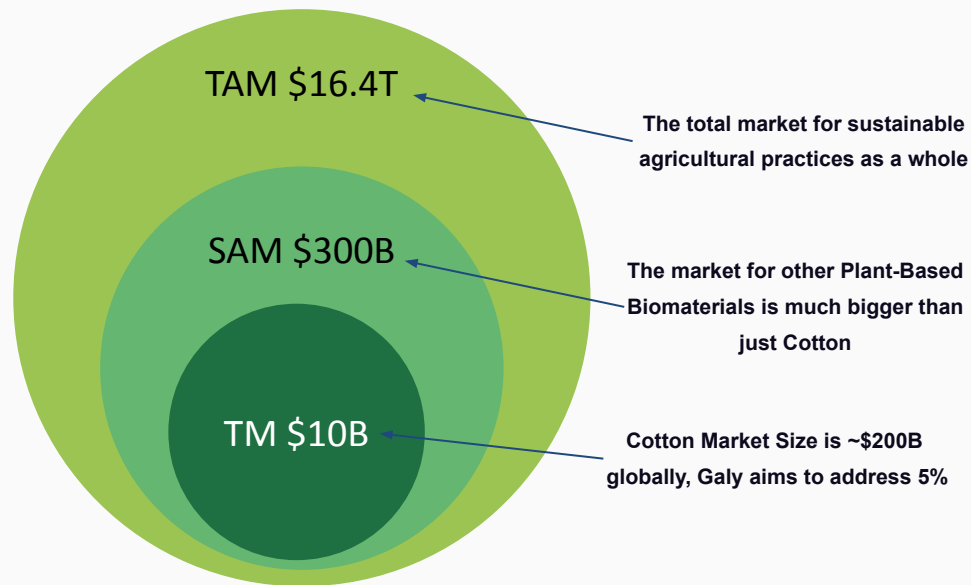 TAM $16.4T
The total market for sustainable
agricultural practices as a whole
SAM $300B
The market for other Plant-Based
Biomaterials is much bigger than
just Cotton
TM $10B
Cotton Market Size is ~$200B
globally, Galy aims to address 5%